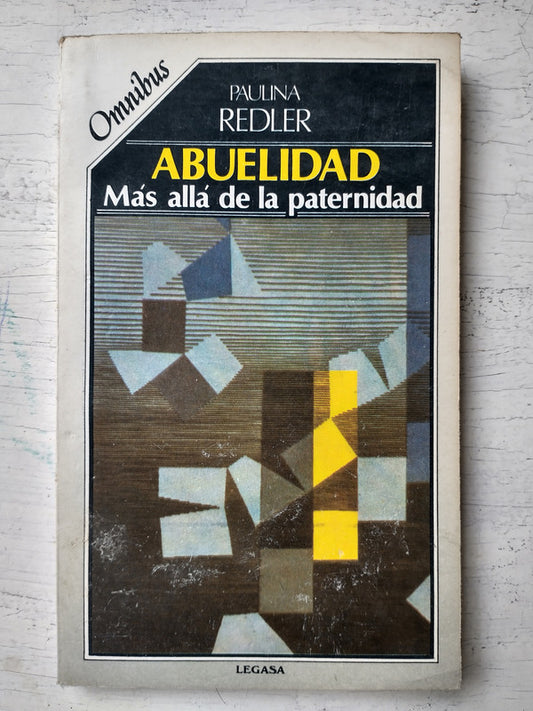 Omnibus
PAULINA
REDLER
ABUELIDAD
Más allá de la paternidad
LEGASA